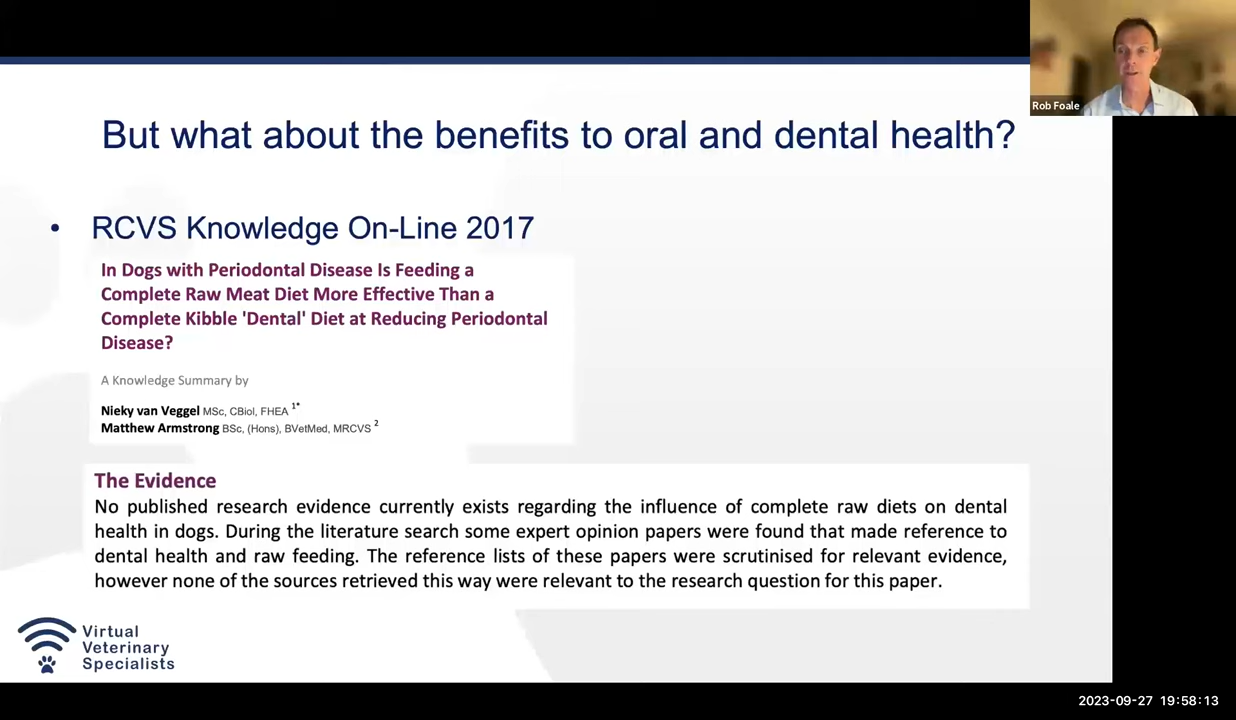 Rob Foale
But what about the benefits to oral and dental health?
• RCVS Knowledge On-Line 2017
In Dogs with Periodontal Disease Is Feeding a
Complete Raw Meat Diet More Effective Than a
Complete Kibble 'Dental' Diet at Reducing Periodontal
Disease?
A Knowledge Summary by
Nieky van Veggel MSc, CBiol, FHEA 1*
Matthew Armstrong BSc, (Hons), BVetMed, MRCVS 2
The Evidence
No published research evidence currently exists regarding the influence of complete raw diets on dental
health in dogs. During the literature search some expert opinion papers were found that made reference to
dental health and raw feeding. The reference lists of these papers were scrutinised for relevant evidence,
however none of the sources retrieved this way were relevant to the research question for this paper.
Virtual
Veterinary
Specialists
2023-09-27 19:58:13